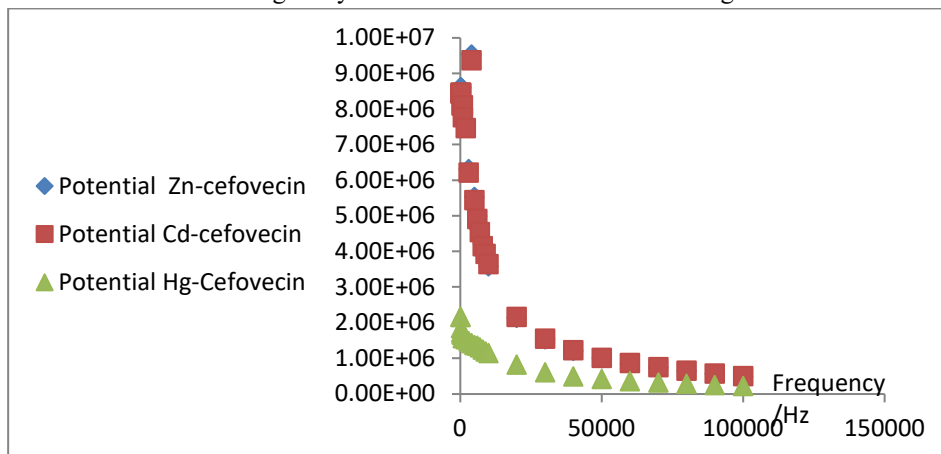 1.00E+07
9.00E+06
8.00E+06
7.00E+06
6.00E+06
5.00E+06
4.00E+06
3.00E+06
2.00E+06
1.00E+06
0.00E+00
Potential Zn-cefovecin
Potential Cd-cefovecin
Potential Hg-Cefovecin
Frequency
/Hz
0 50000 100000 150000